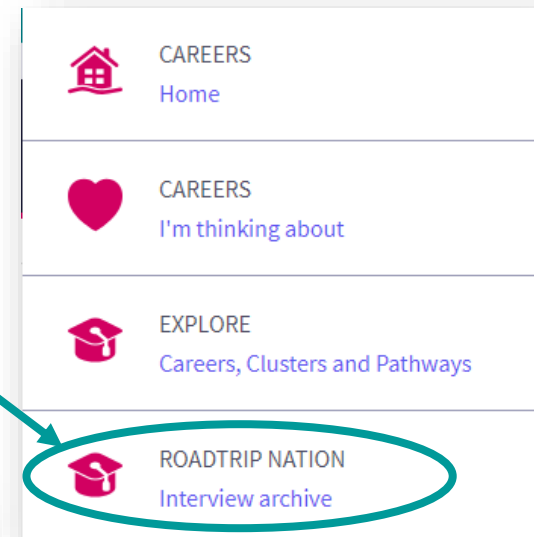 CAREERS
Home
CAREERS
I'm thinking about
EXPLORE
Careers, Clusters and Pathways
ROADTRIP NATION
Interview archive